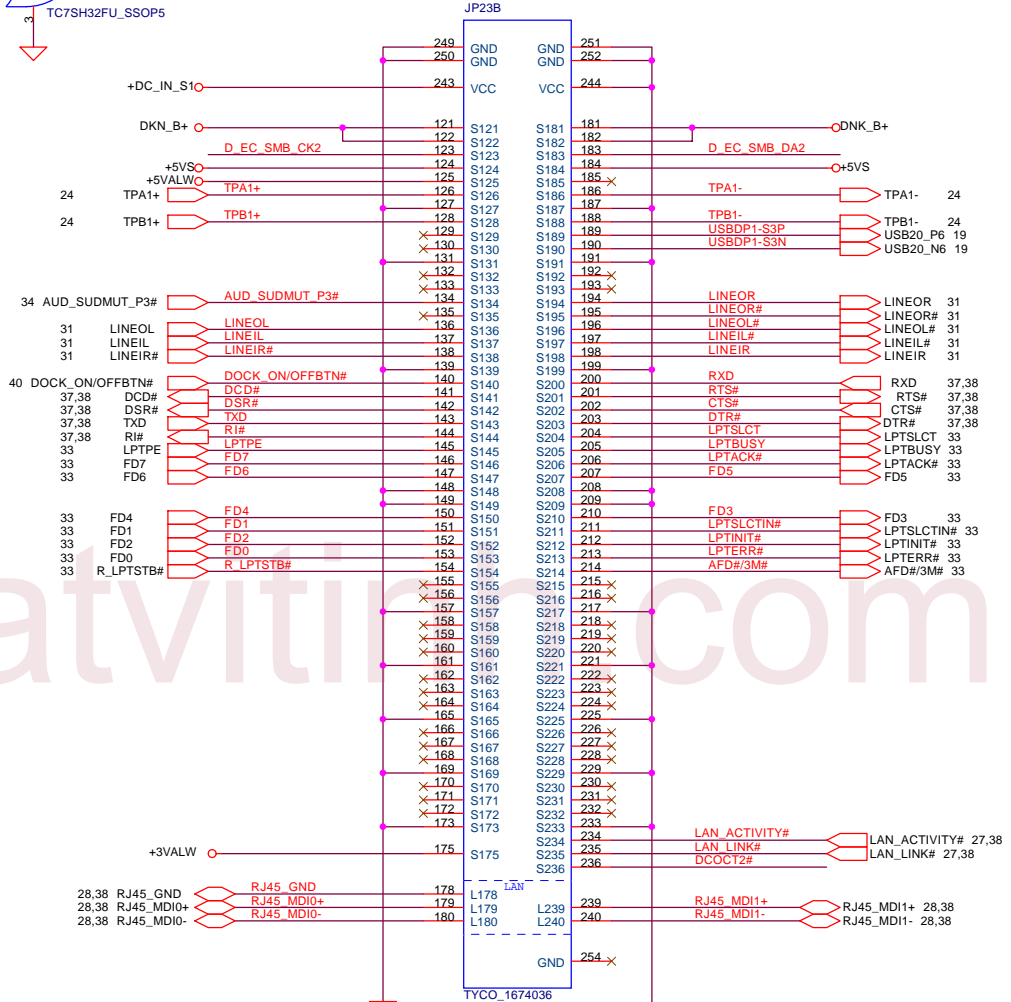 3
TC7SH32FU_SSOP5
JP23B
249 GND GND 251
250 GND GND 252
+DC_IN_S1 243 VCC VCC 244
DKN_B+ 121 S121 S181 181 DNK_B+
122 S122 S182 182
D_EC_SMB_CK2 123 S123 S183 183 D_EC_SMB_DA2
+5VS 124 S124 S184 184 +5VS
+5VALW 125 S125 S185 185
24 TPA1+ TPA1+ 126 S126 S186 186 TPA1- TPA1- 24
127 S127 S187 187
24 TPB1+ TPB1+ 128 S128 S188 188 TPB1- TPB1- 24
129 S129 S189 189 USBDP1-S3P USB20_P6 19
130 S130 S190 190 USBDP1-S3N USB20_N6 19
131 S131 S191 191
132 S132 S192 192
133 S133 S193 193
34 AUD_SUDMUT_P3# AUD_SUDMUT_P3# 134 S134 S194 194 LINEOR LINEOR 31
135 S135 S195 195 LINEOR# LINEOR# 31
31 LINEOL LINEOL 136 S136 S196 196 LINEOL# LINEOL# 31
31 LINEIL LINEIL 137 S137 S197 197 LINEIL# LINEIL# 31
31 LINEIR# LINEIR# 138 S138 S198 198 LINEIR LINEIR 31
139 S139 S199 199
40 DOCK_ON/OFFBTN# DOCK_ON/OFFBTN# 140 S140 S200 200 RXD RXD 37,38
37,38 DCD# DCD# 141 S141 S201 201 RTS# RTS# 37,38
37,38 DSR# DSR# 142 S142 S202 202 CTS# CTS# 37,38
37,38 TXD TXD 143 S143 S203 203 DTR# DTR# 37,38
37,38 RI# RI# 144 S144 S204 204 LPTSLCT LPTSLCT 33
33 LPTPE LPTPE 145 S145 S205 205 LPTBUSY LPTBUSY 33
33 FD7 FD7 146 S146 S206 206 LPTACK# LPTACK# 33
33 FD6 FD6 147 S147 S207 207 FD5 FD5 33
148 S148 S208 208
149 S149 S209 209
33 FD4 FD4 150 S150 S210 210 FD3 FD3 33
33 FD1 FD1 151 S151 S211 211 LPTSLCTIN# LPTSLCTIN# 33
33 FD2 FD2 152 S152 S212 212 LPTINIT# LPTINIT# 33
33 FD0 FD0 153 S153 S213 213 LPTERR# LPTERR# 33
33 R_LPTSTB# R_LPTSTB# 154 S154 S214 214 AFD#/3M# AFD#/3M# 33
155 S155 S215 215
156 S156 S216 216
157 S157 S217 217
158 S158 S218 218
159 S159 S219 219
160 S160 S220 220
161 S161 S221 221
162 S162 S222 222
163 S163 S223 223
164 S164 S224 224
165 S165 S225 225
166 S166 S226 226
167 S167 S227 227
168 S168 S228 228
169 S169 S229 229
170 S170 S230 230
171 S171 S231 231
172 S172 S232 232
173 S173 S233 233
S234 234 LAN_ACTIVITY# LAN_ACTIVITY# 27,38
+3VALW 175 S175 S235 235 LAN_LINK# LAN_LINK# 27,38
S236 236 DCOCT2#
LAN
28,38 RJ45_GND RJ45_GND 178 L178
28,38 RJ45_MDI0+ RJ45_MDI0+ 179 L179 L239 239 RJ45_MDI1+ RJ45_MDI1+ 28,38
28,38 RJ45_MDI0- RJ45_MDI0- 180 L180 L240 240 RJ45_MDI1- RJ45_MDI1- 28,38
GND 254
TYCO_1674036